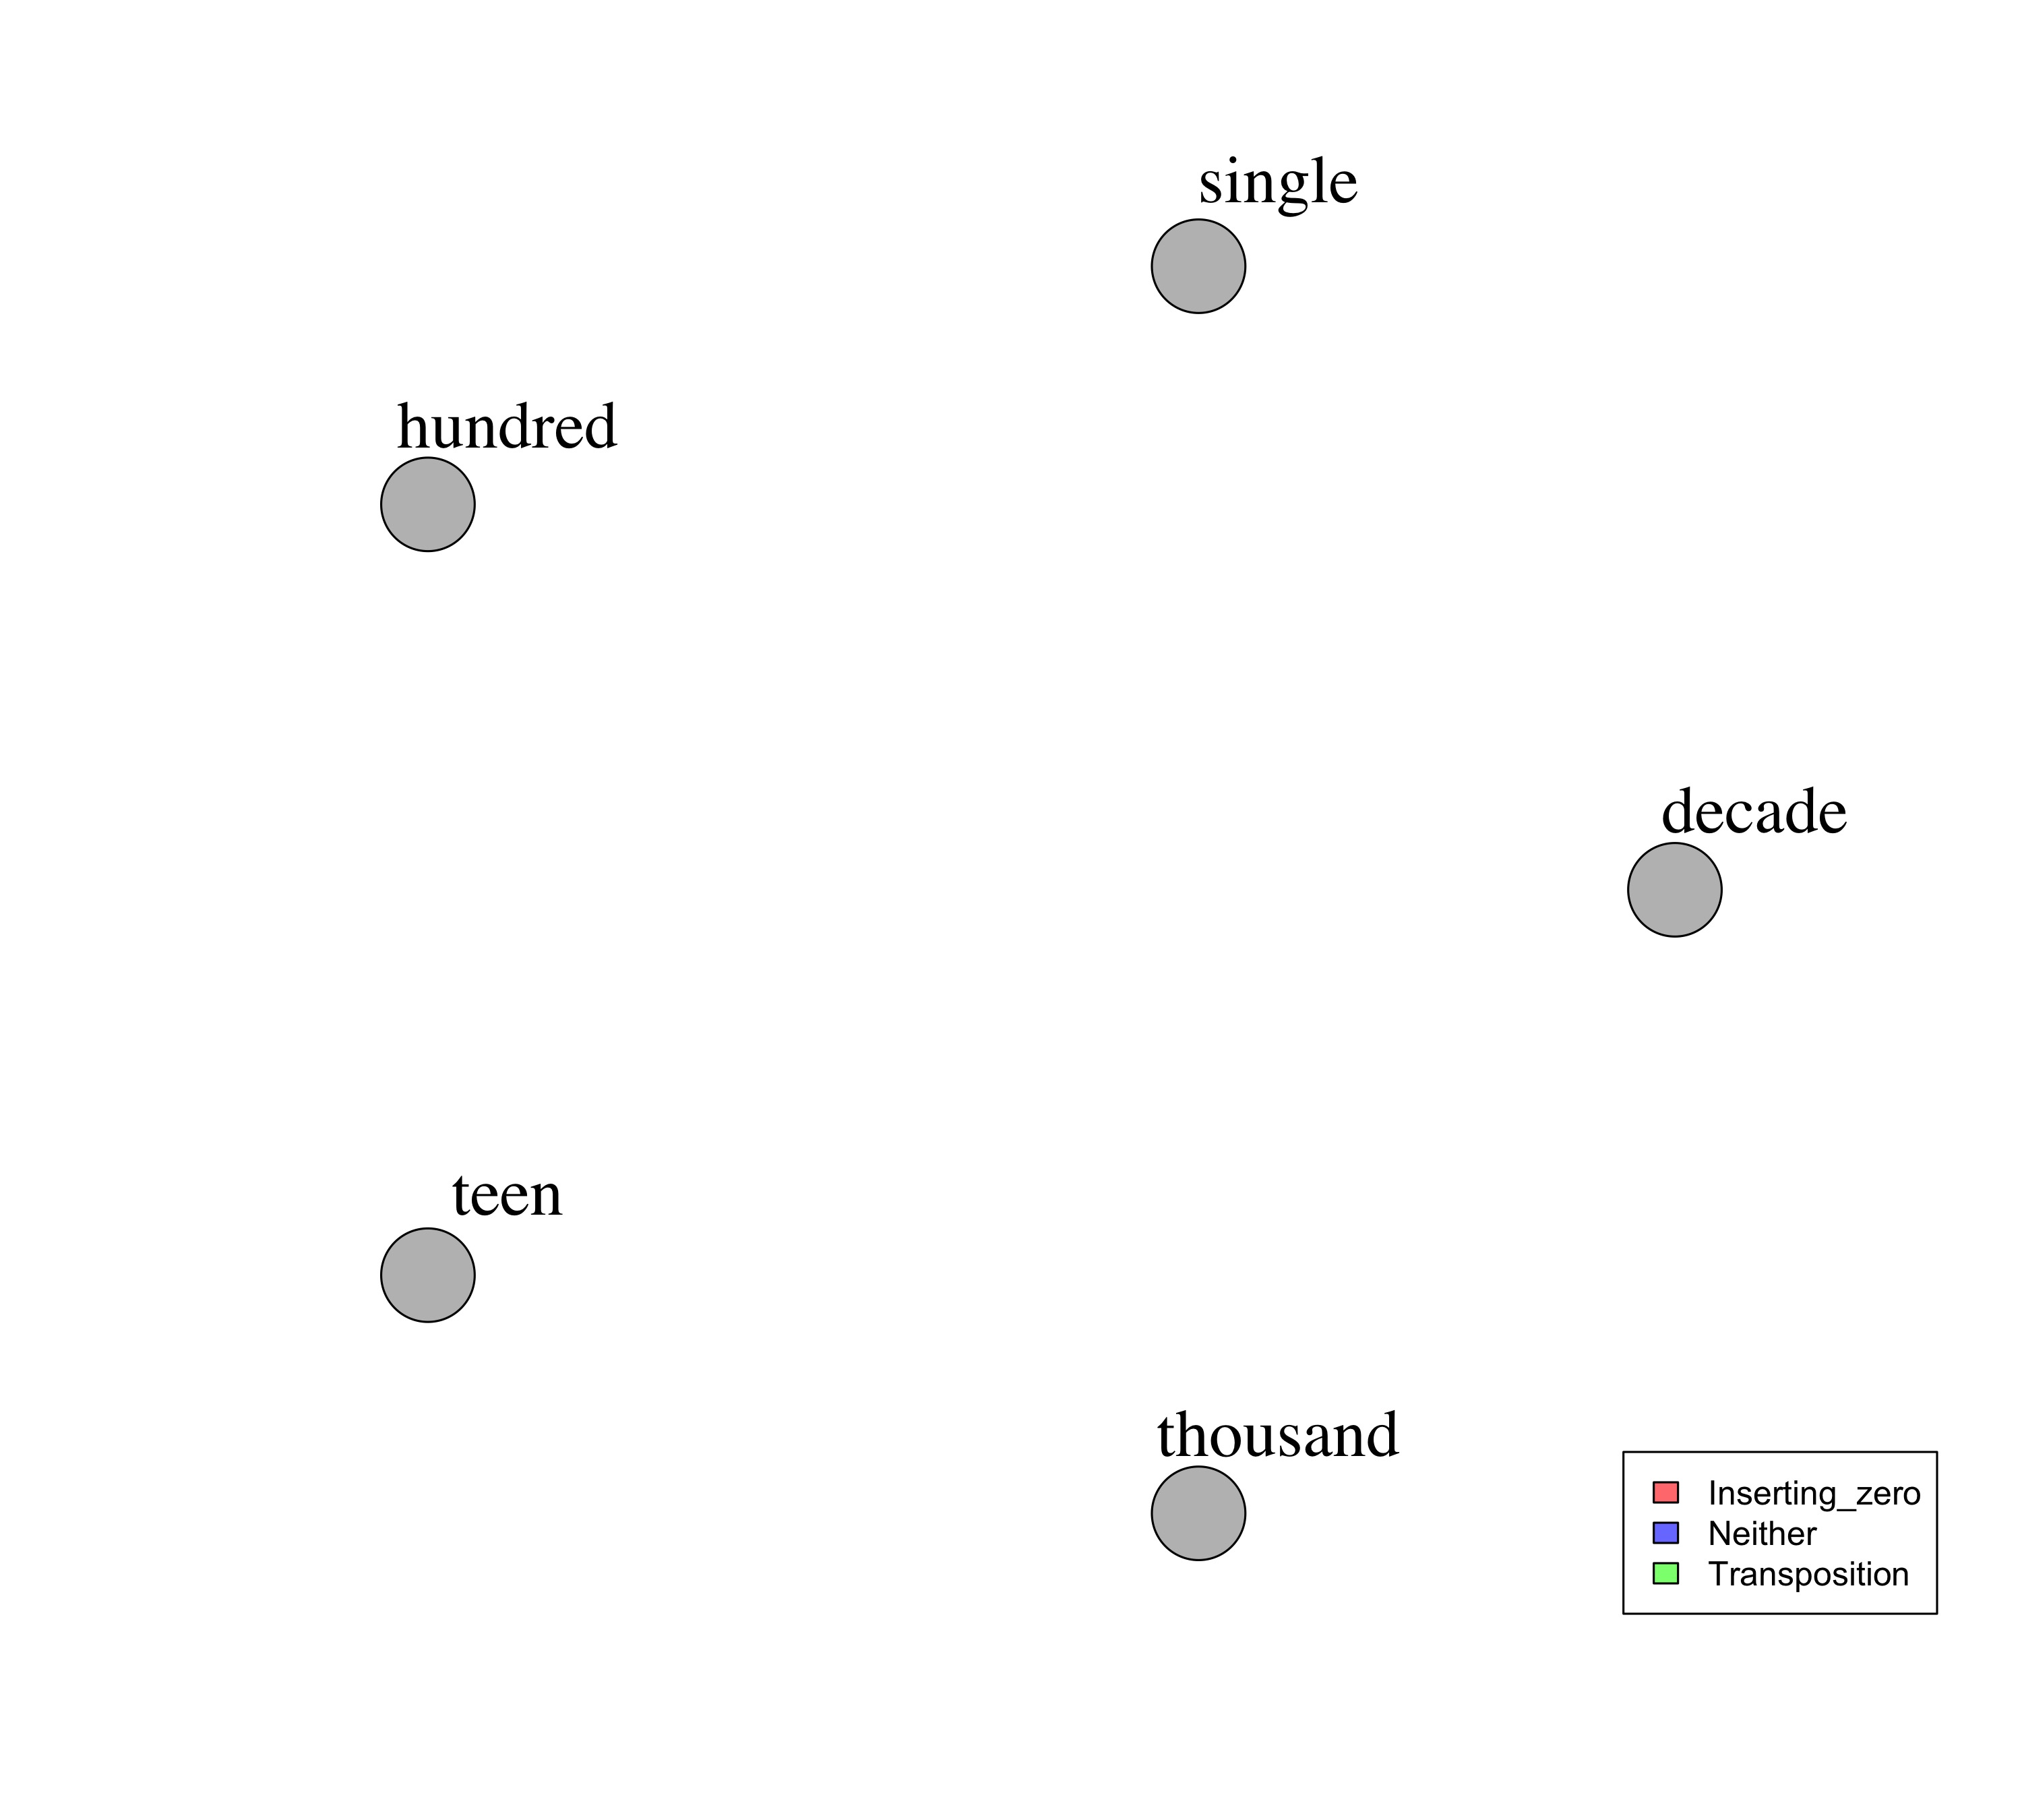 single
hundred
decade
teen
thousand
Inserting_zero
Neither
Transposition